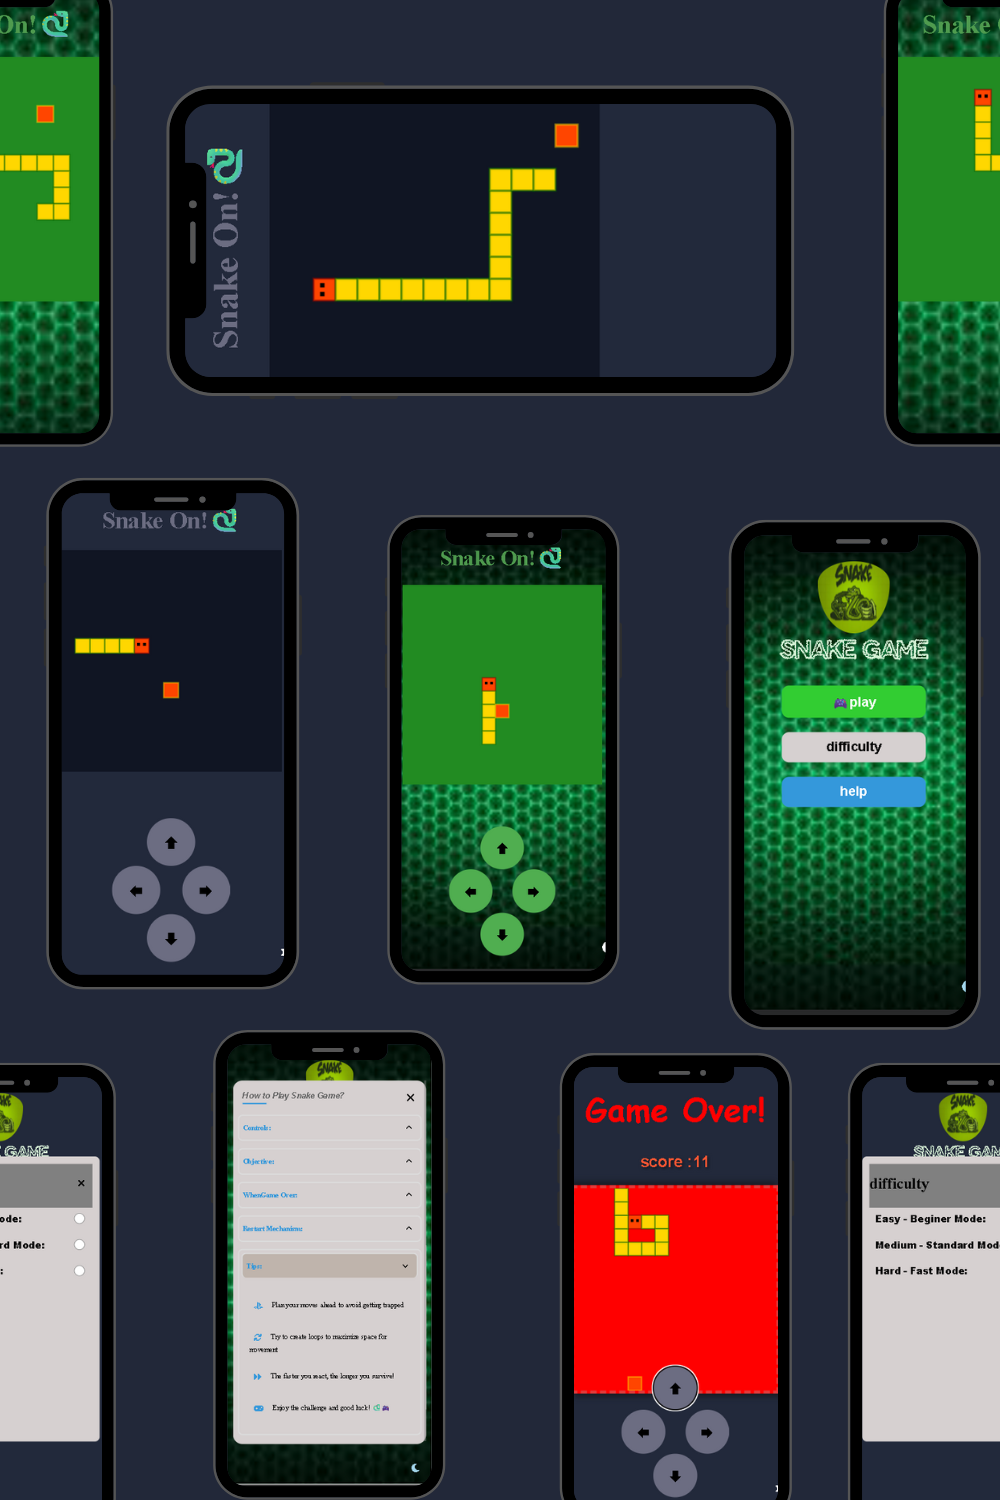 On!
Snake
Snake On!
Snake On!
Snake On!
SNAKE
SNAKE GAME
play
difficulty
help
SNAKE
How to Play Snake Game?
Controls:
Objective:
WhenGame Over:
Restart Mechanism:
Tips:
Plan your moves ahead to avoid getting trapped
Try to create loops to maximize space for
movement
The faster you react, the longer you survive!
Enjoy the challenge and good luck!
Game Over!
score :11
GAME
ode:
rd Mode:
:
SNAKE
SNAKE GAM
difficulty
Easy - Beginer Mode:
Medium - Standard Mod
Hard - Fast Mode: